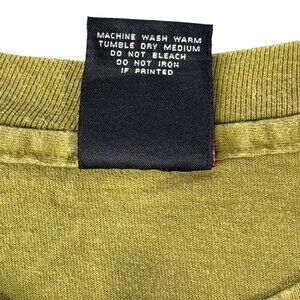 MACHINE WASH WARM
TUMBLE DRY MEDIUM
DO NOT BLEACH
DO NOT IRON
IF PRINTED